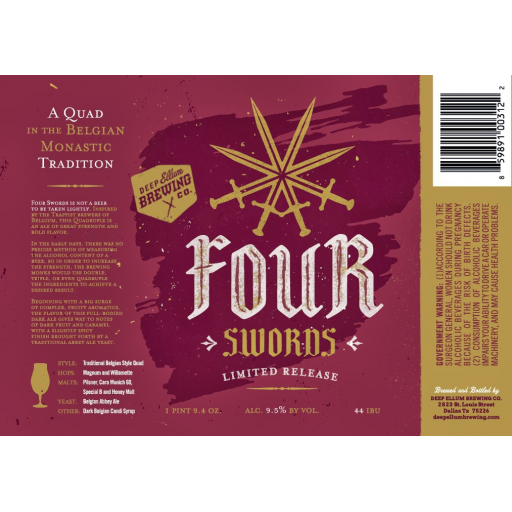 A Quad
in the Belgian
Monastic
Tradition
Four Swords is not a beer
to be taken lightly. Inspired
by the Trappist brewers of
Belgium, this Quadruple is
an ale of great strength and
bold flavor.
In the early days, there was no
precise method of measuring
the alcohol content of a
beer, so in order to increase
the strength, the brewing
monks would use double,
triple, or even quadruple
the ingredients to achieve a
desired result.
Beginning with a big surge
of complex, fruity aromatics,
the flavor of this full-bodied
dark ale gives way to notes
of dark fruit and caramel
with a slightly spicy
finish brought forth by a
traditional abbey ale yeast.
STYLE: Traditional Belgian Style Quad
HOPS: Magnum and Willamette
MALTS: Pilsner, Cara Munich 60,
Special B and Honey Malt
YEAST: Belgian Abbey Ale
OTHER: Dark Belgian Candi Syrup
DEEP Ellum
BREWING
CO.
FOUR
SWORDS
LIMITED RELEASE
1 PINT 9.4 OZ. ALC. 9.5% BY VOL. 44 IBU
8 59891 00312 2
GOVERNMENT WARNING: (1) ACCORDING TO THE
SURGEON GENERAL, WOMEN SHOULD NOT DRINK
ALCOHOLIC BEVERAGES DURING PREGNANCY
BECAUSE OF THE RISK OF BIRTH DEFECTS.
(2) CONSUMPTION OF ALCOHOLIC BEVERAGES
IMPAIRS YOUR ABILITY TO DRIVE A CAR OR OPERATE
MACHINERY, AND MAY CAUSE HEALTH PROBLEMS.
Brewed and Bottled by
DEEP ELLUM BREWING CO.
2823 St. Louis Street
Dallas Tx 75226
deepellumbrewing.com